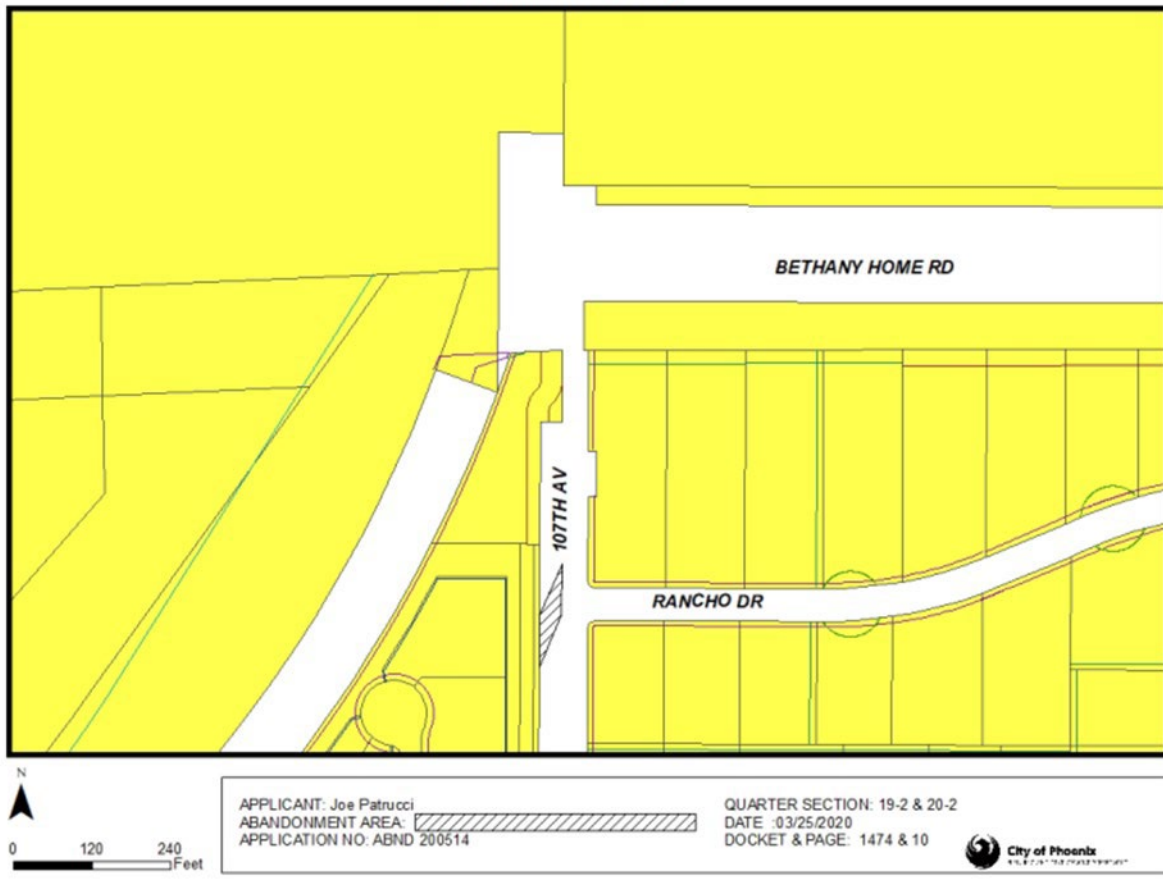 BETHANY HOME RD
107TH AV
RANCHO DR
N
0 120 240
Feet
APPLICANT: Joe Patrucci
ABANDONMENT AREA:
APPLICATION NO: ABND 200514
QUARTER SECTION: 19-2 & 20-2
DATE :03/25/2020
DOCKET & PAGE: 1474 & 10
City of Phoenix